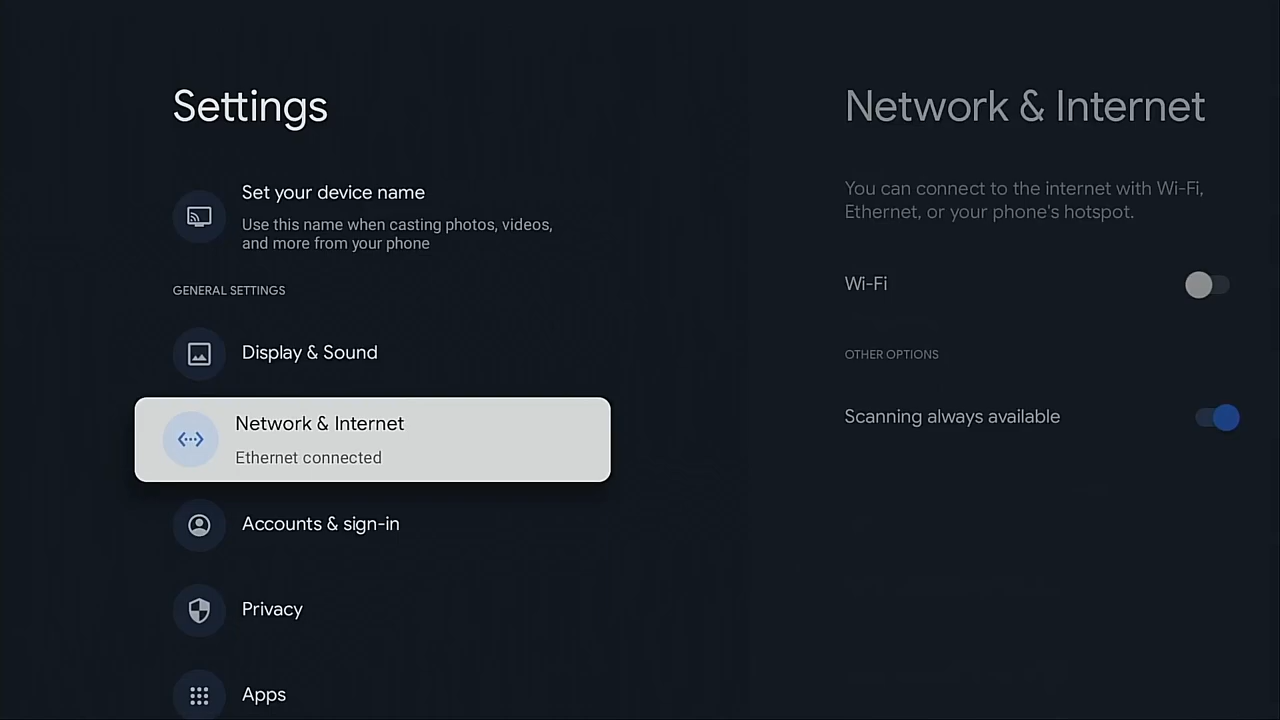 Settings
Set your device name
Use this name when casting photos, videos,
and more from your phone
GENERAL SETTINGS
Display & Sound
Network & Internet
Ethernet connected
Accounts & sign-in
Privacy
Apps
Network & Internet
You can connect to the internet with Wi-Fi,
Ethernet, or your phone's hotspot.
Wi-Fi
OTHER OPTIONS
Scanning always available